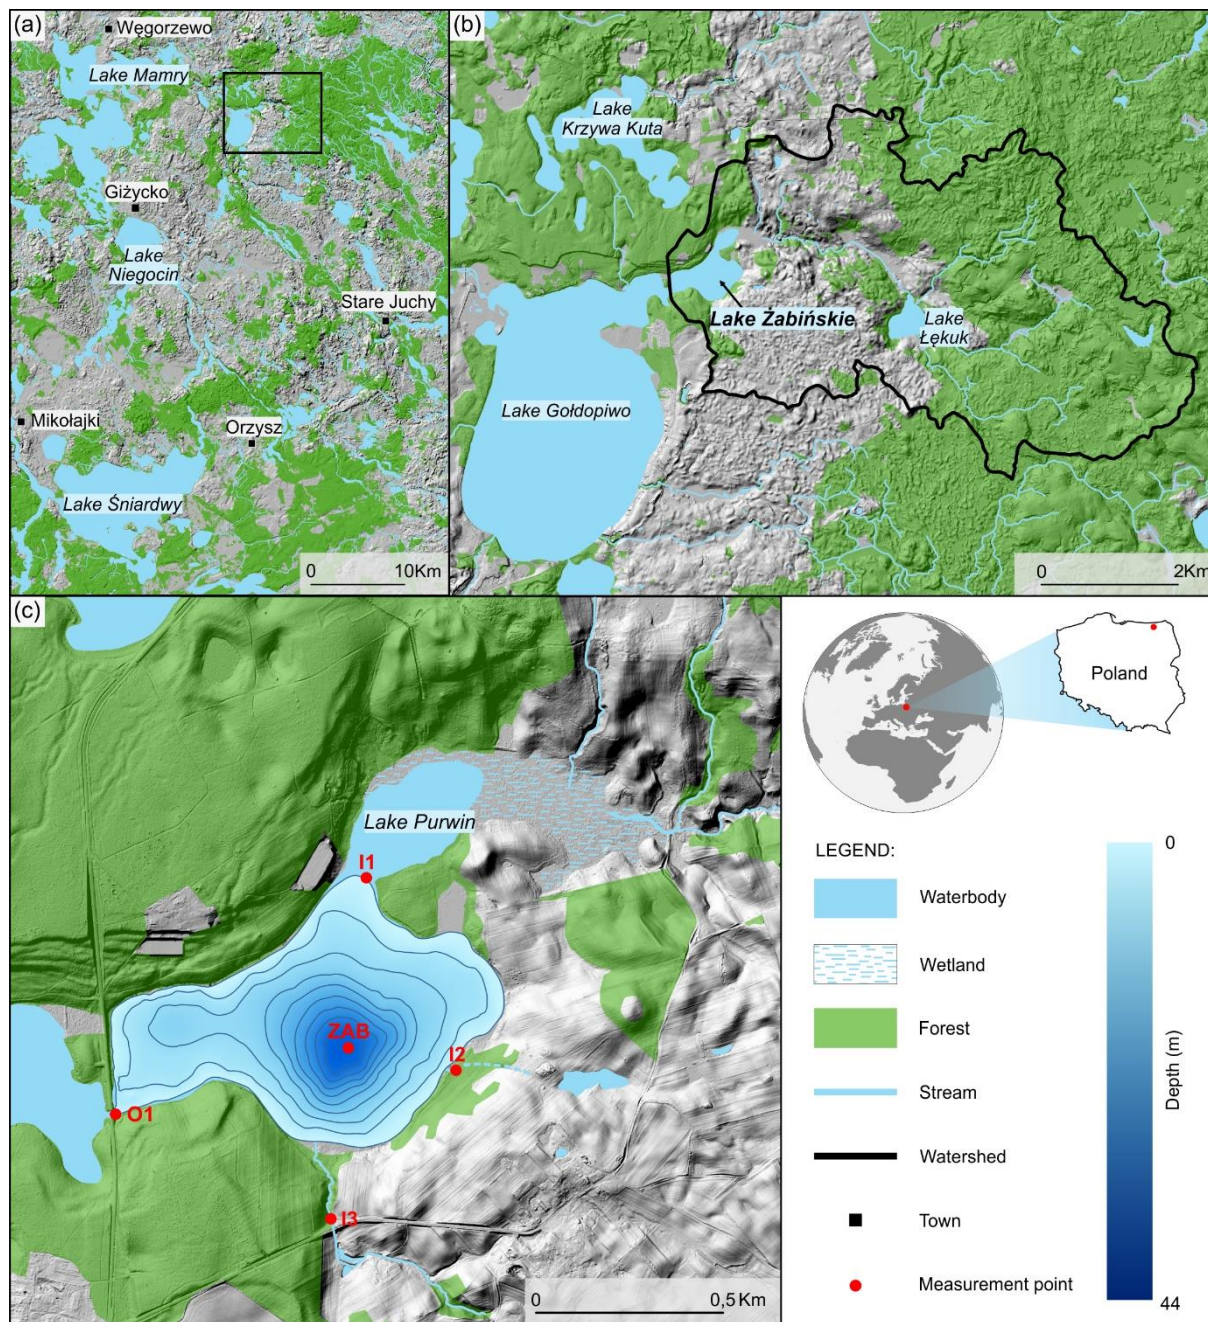 (a)
Węgorzewo
Lake Mamry
Giżycko
Lake
Niegocin
Stare Juchy
Mikołajki
Orzysz
Lake Śniardwy
0
10Km
(b)
Lake
Krzywa Kuta
Lake Żabińskie
Lake
Łękuk
Lake Gołdopiwo
0
2Km
(c)
Lake Purwin
I1
ZAB
I2
O1
I3
0
0,5 Km
Poland
LEGEND:
Waterbody
Wetland
Forest
Stream
Watershed
Town
Measurement point
0
Depth (m)
44